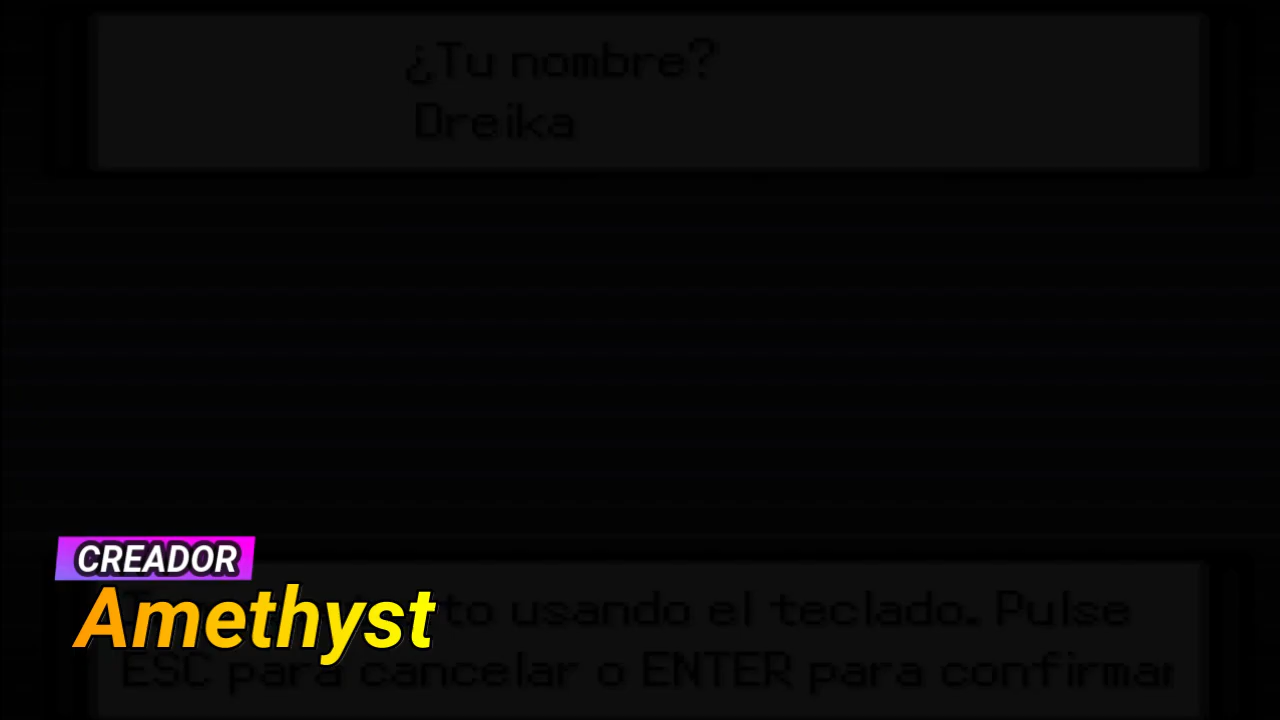 ¿Tu nombre?
Dreika
CREADOR
Amethyst
to usando el teclado. Pulse
ESC para cancelar o ENTER para confirmar